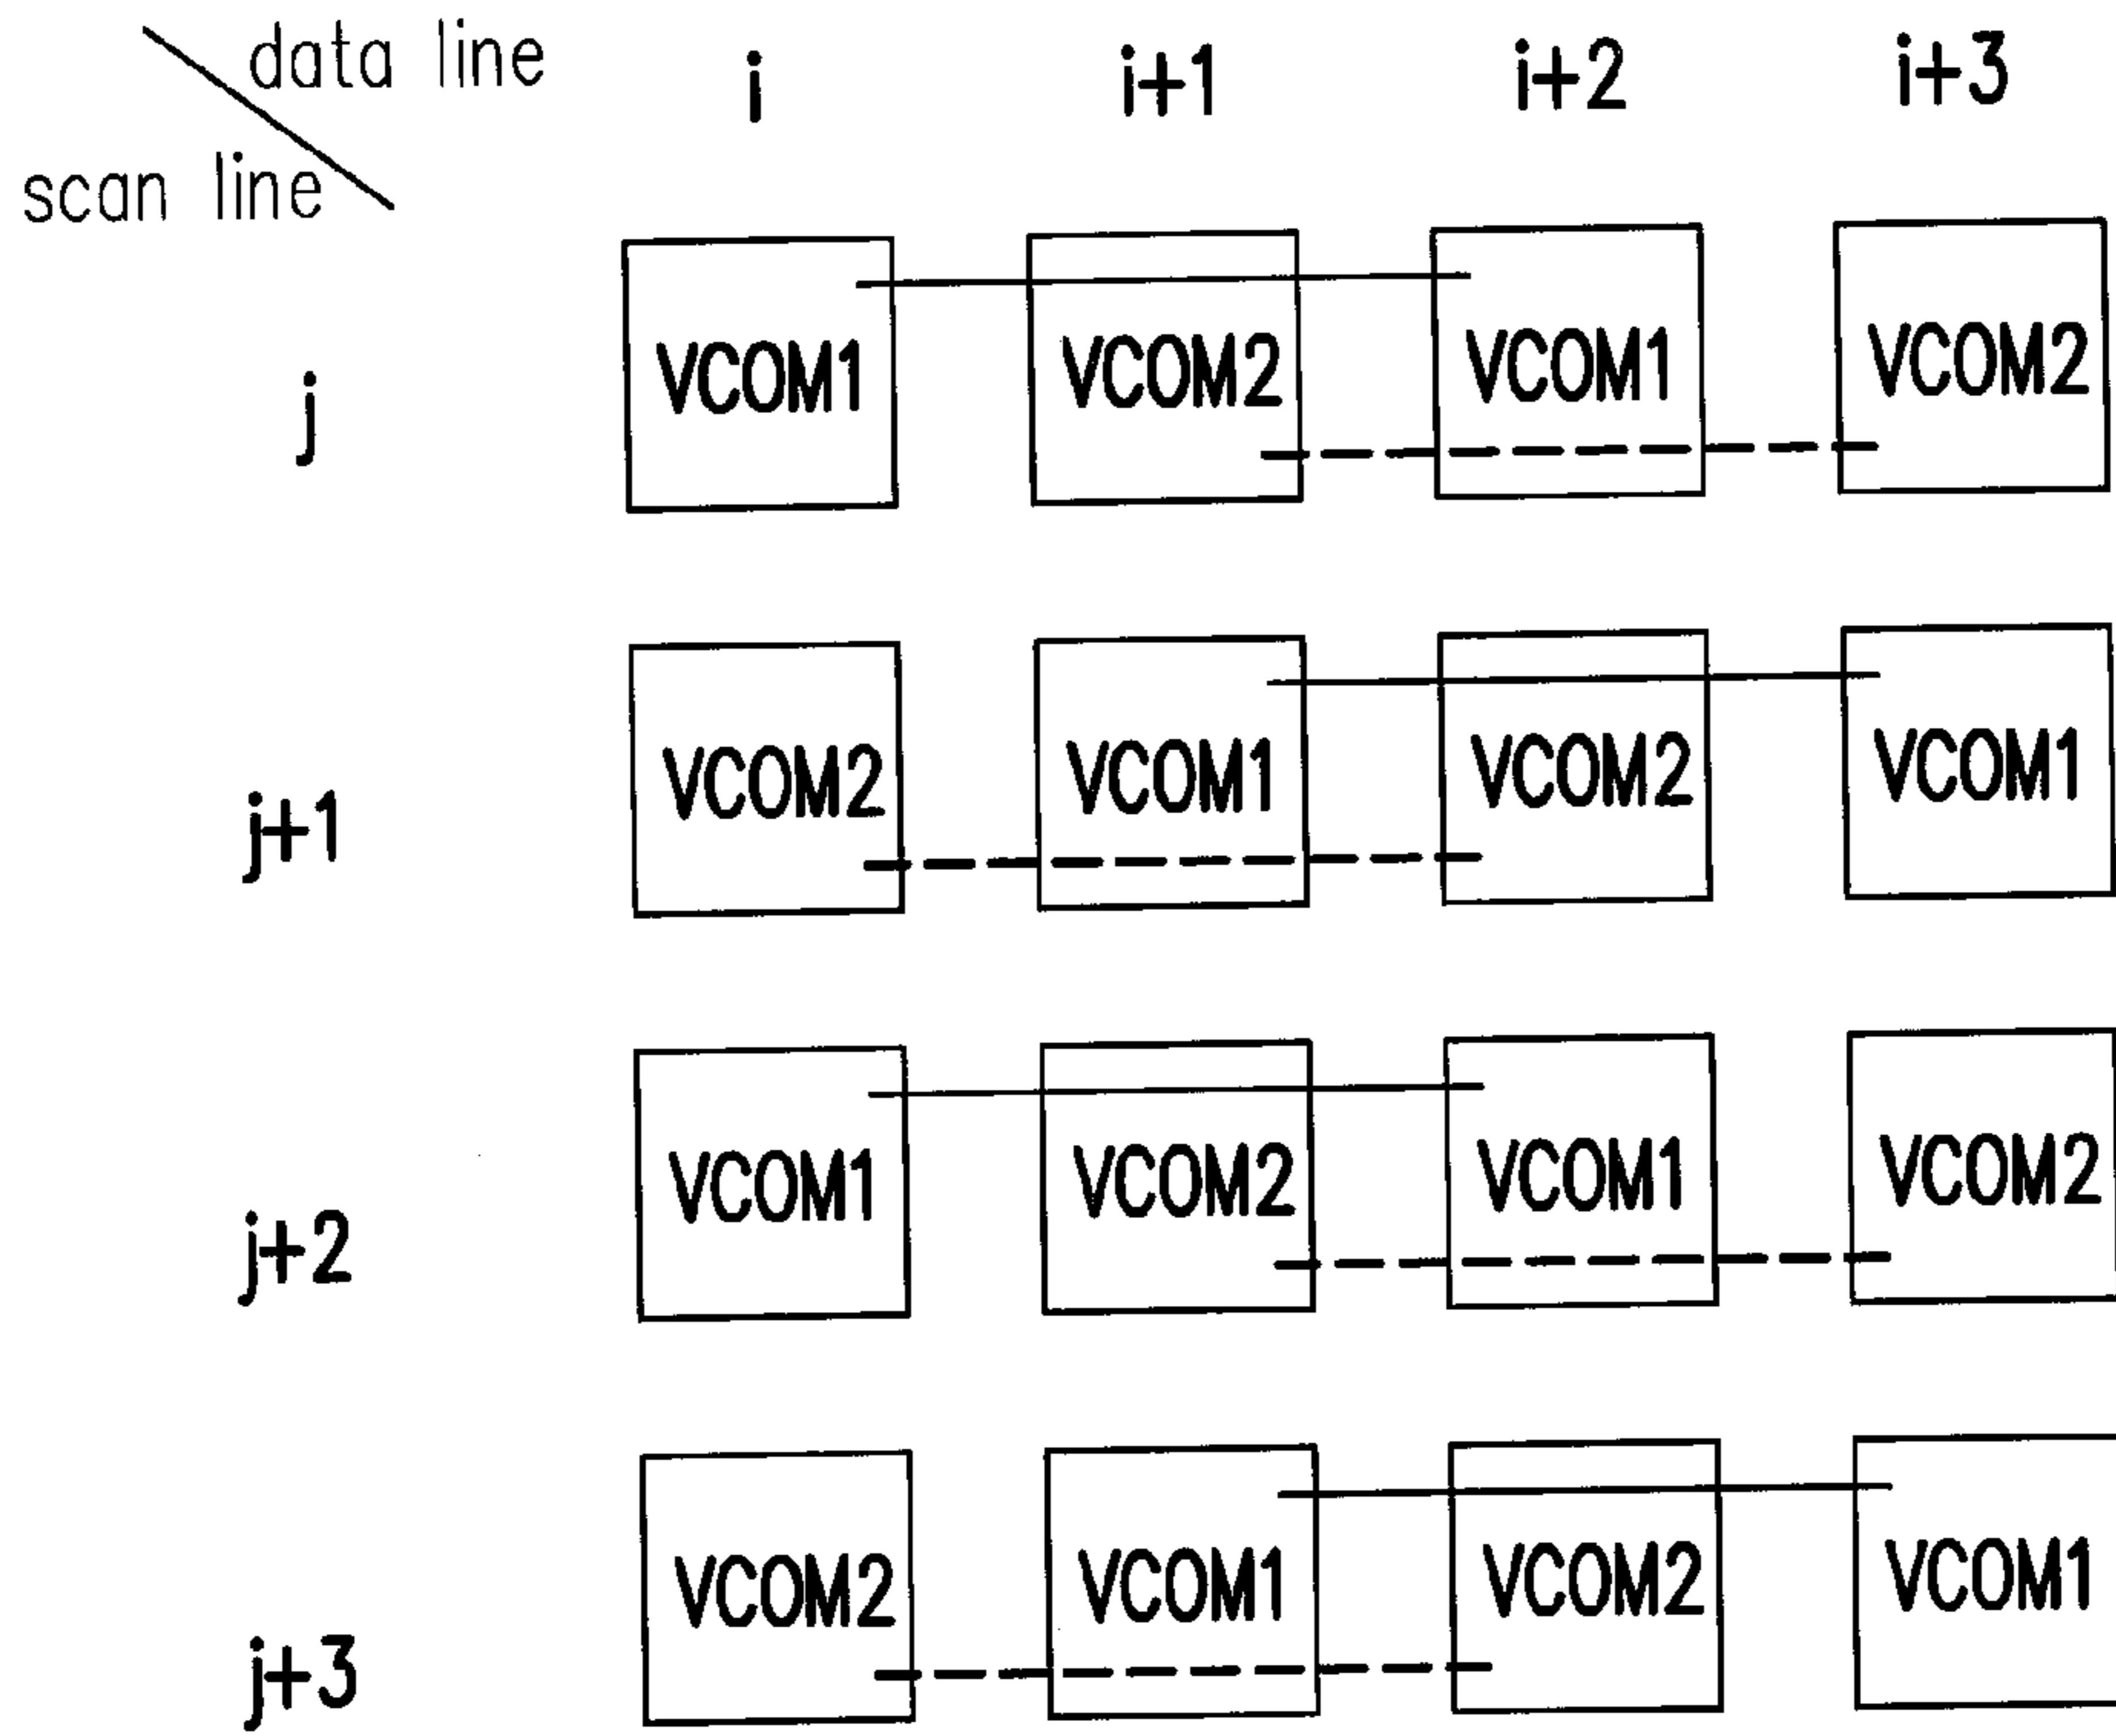 data line
scan line
i i+1 i+2 i+3
j VCOM1 VCOM2 VCOM1 VCOM2
j+1 VCOM2 VCOM1 VCOM2 VCOM1
j+2 VCOM1 VCOM2 VCOM1 VCOM2
j+3 VCOM2 VCOM1 VCOM2 VCOM1